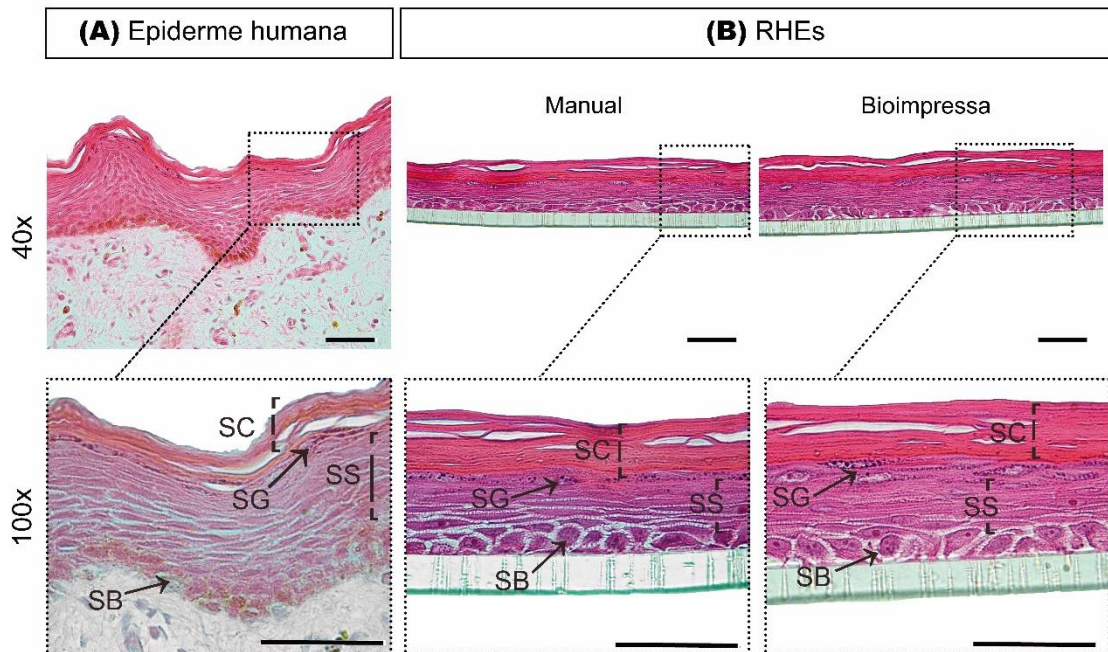 (A) Epiderme humana
(B) RHEs
Manual
Bioimpressa
40x
100x
SC
SG
SS
SB
SC
SG
SS
SB
SC
SG
SS
SB